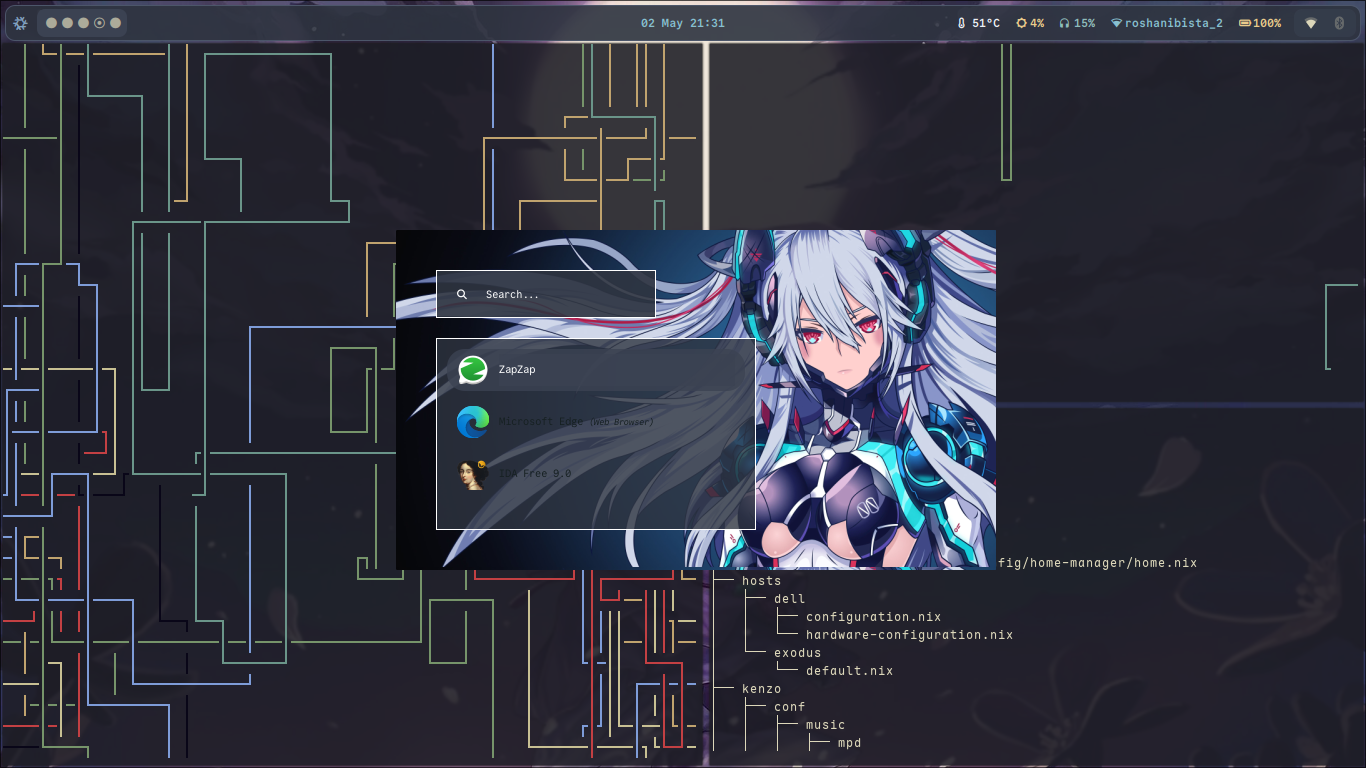 02 May 21:31
51°C
4%
15%
roshanibista_2
100%
Search...
ZapZap
Microsoft Edge (Web Browser)
IDA Free 9.0
fig/home-manager/home.nix
hosts
dell
configuration.nix
hardware-configuration.nix
exodus
default.nix
kenzo
conf
music
mpd